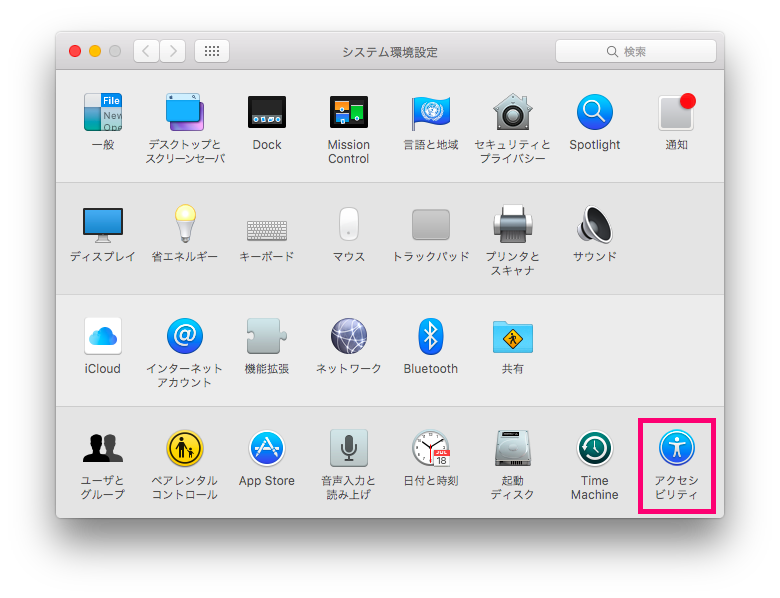 システム環境設定
検索
File
New
Ope
一般
デスクトップと
スクリーンセーバ
Dock
Mission
Control
言語と地域
セキュリティと
プライバシー
Spotlight
通知
ディスプレイ
省エネルギー
キーボード
マウス
トラックパッド
プリンタと
スキャナ
サウンド
iCloud
@
インターネット
アカウント
機能拡張
ネットワーク
Bluetooth
共有
ユーザと
グループ
ペアレンタル
コントロール
App Store
音声入力と
読み上げ
JUL
18
日付と時刻
起動
ディスク
Time
Machine
アクセシ
ビリティ